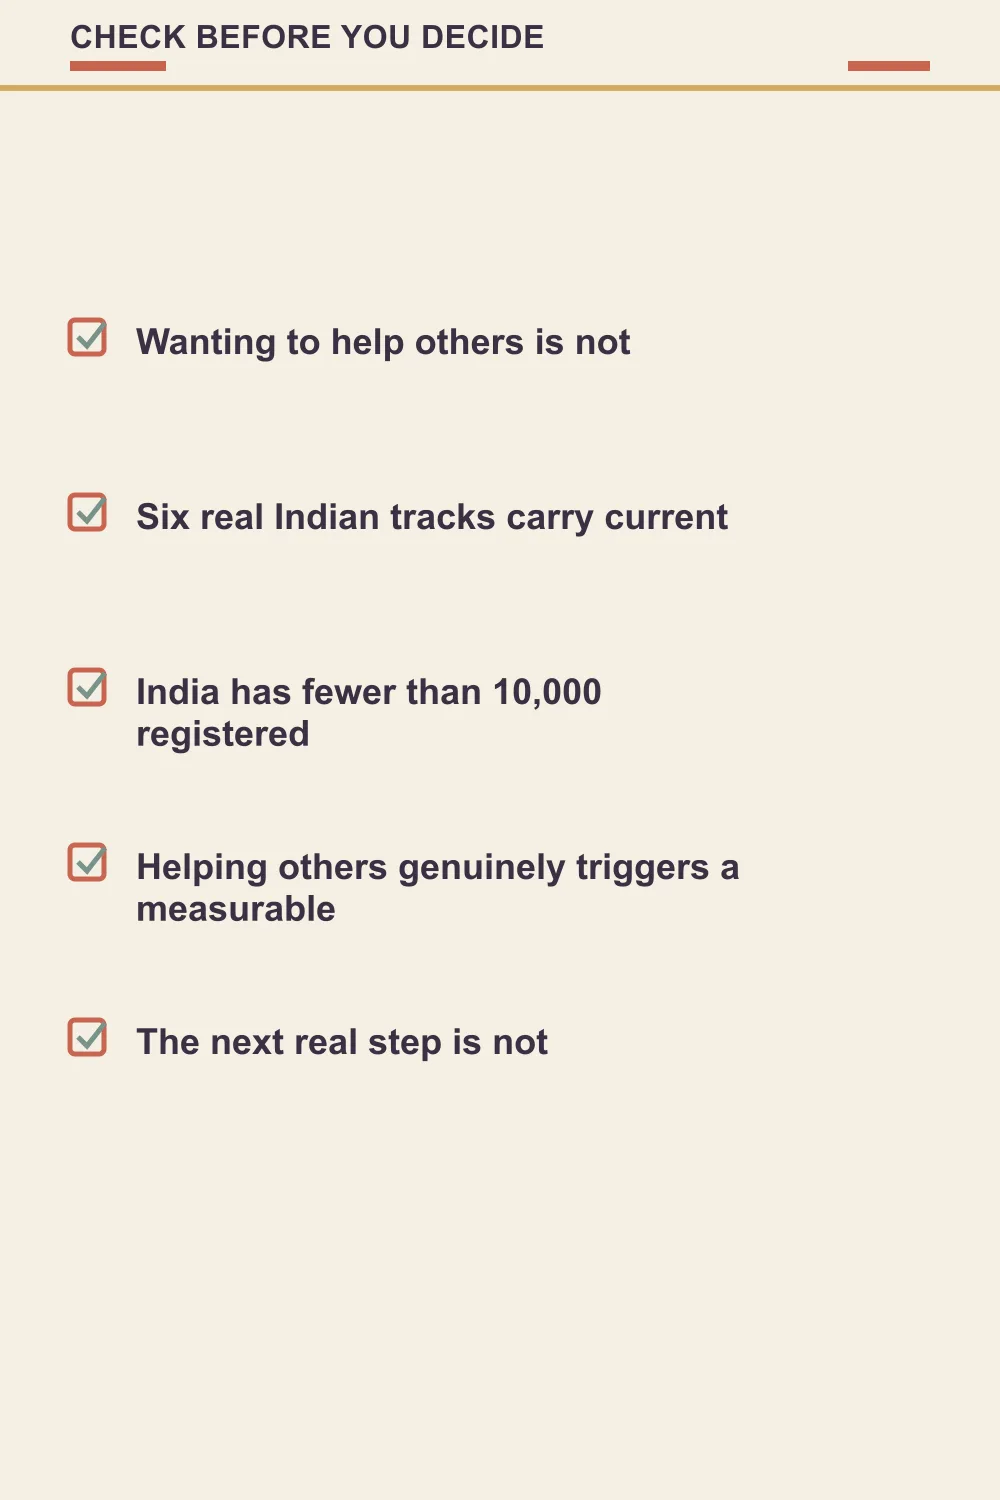 CHECK BEFORE YOU DECIDE
Wanting to help others is not
Six real Indian tracks carry current
India has fewer than 10,000
registered
Helping others genuinely triggers a
measurable
The next real step is not